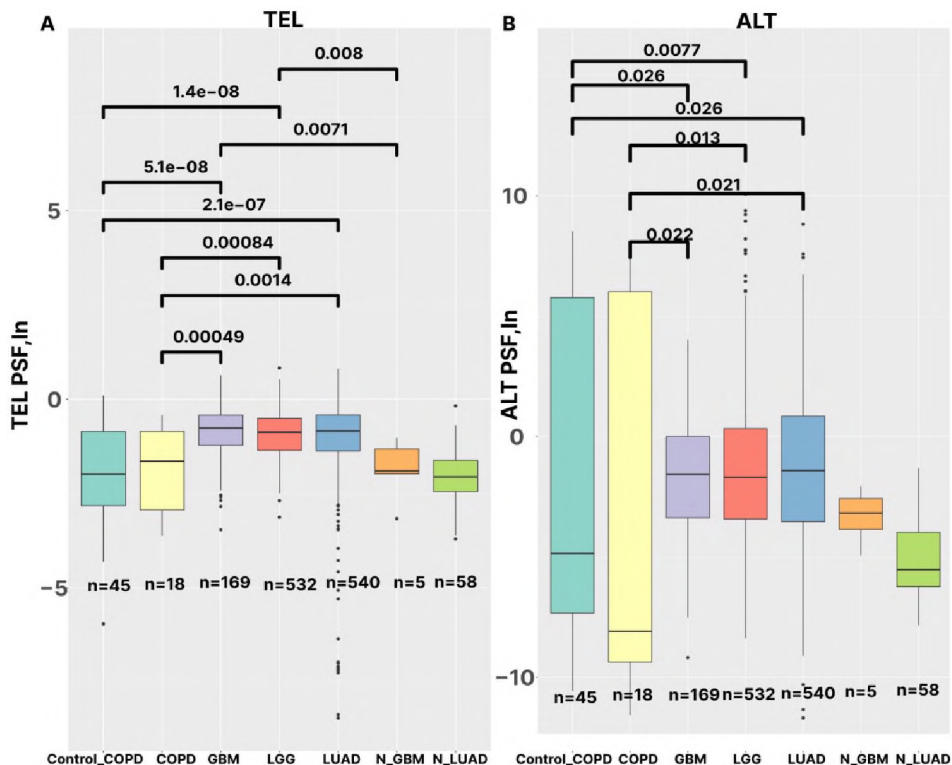 A
TEL
0.008
1.4e−08
0.0071
5.1e−08
2.1e−07
0.00084
0.0014
0.00049
5
0
−5
TEL PSF,ln
n=45 n=18 n=169 n=532 n=540 n=5 n=58
Control_COPD COPD GBM LGG LUAD N_GBM N_LUAD
B
ALT
0.0077
0.026
0.026
0.013
0.021
0.022
10
0
−10
ALT PSF,ln
n=45 n=18 n=169 n=532 n=540 n=5 n=58
Control_COPD COPD GBM LGG LUAD N_GBM N_LUAD